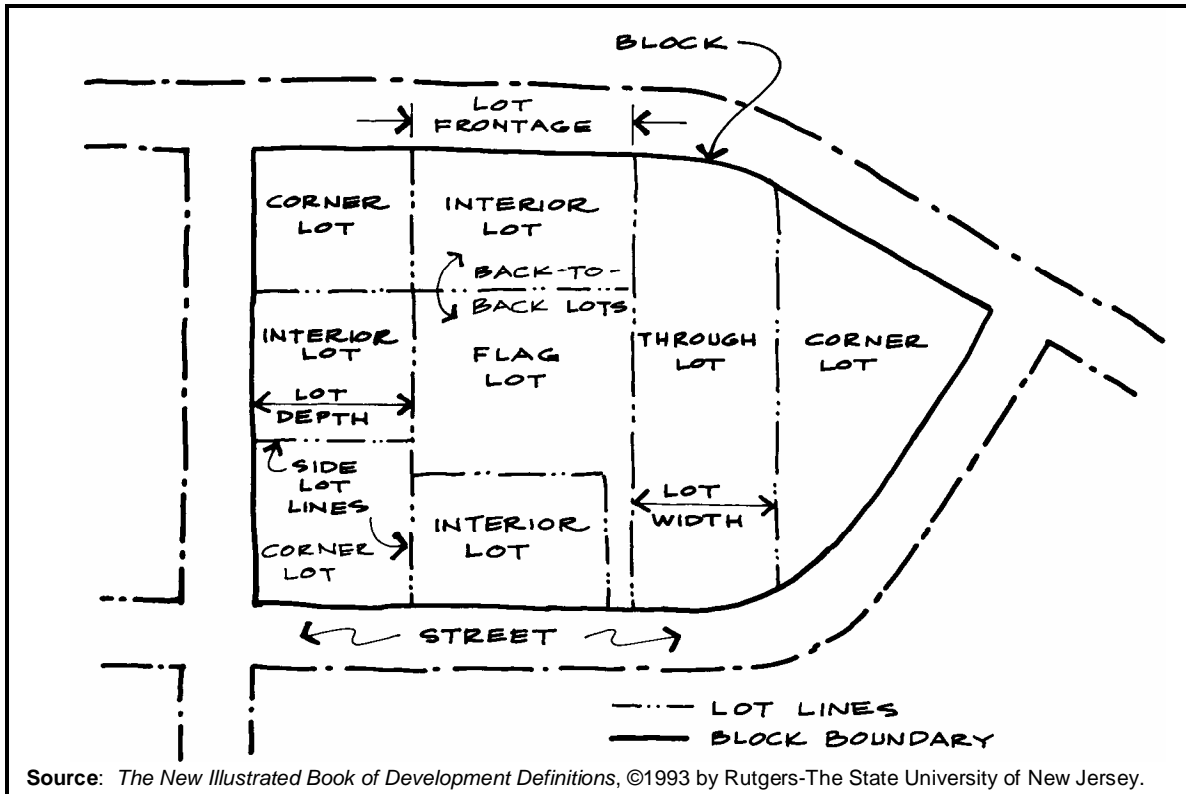 BLOCK
LOT
FRONTAGE
CORNER
LOT
INTERIOR
LOT
BACK-TO-
BACK LOTS
INTERIOR
LOT
FLAG
LOT
THROUGH
LOT
CORNER
LOT
LOT
DEPTH
SIDE
LOT
LINES
LOT
WIDTH
INTERIOR
LOT
CORNER
LOT
STREET
LOT LINES
BLOCK BOUNDARY
Source: The New Illustrated Book of Development Definitions, ©1993 by Rutgers-The State University of New Jersey.